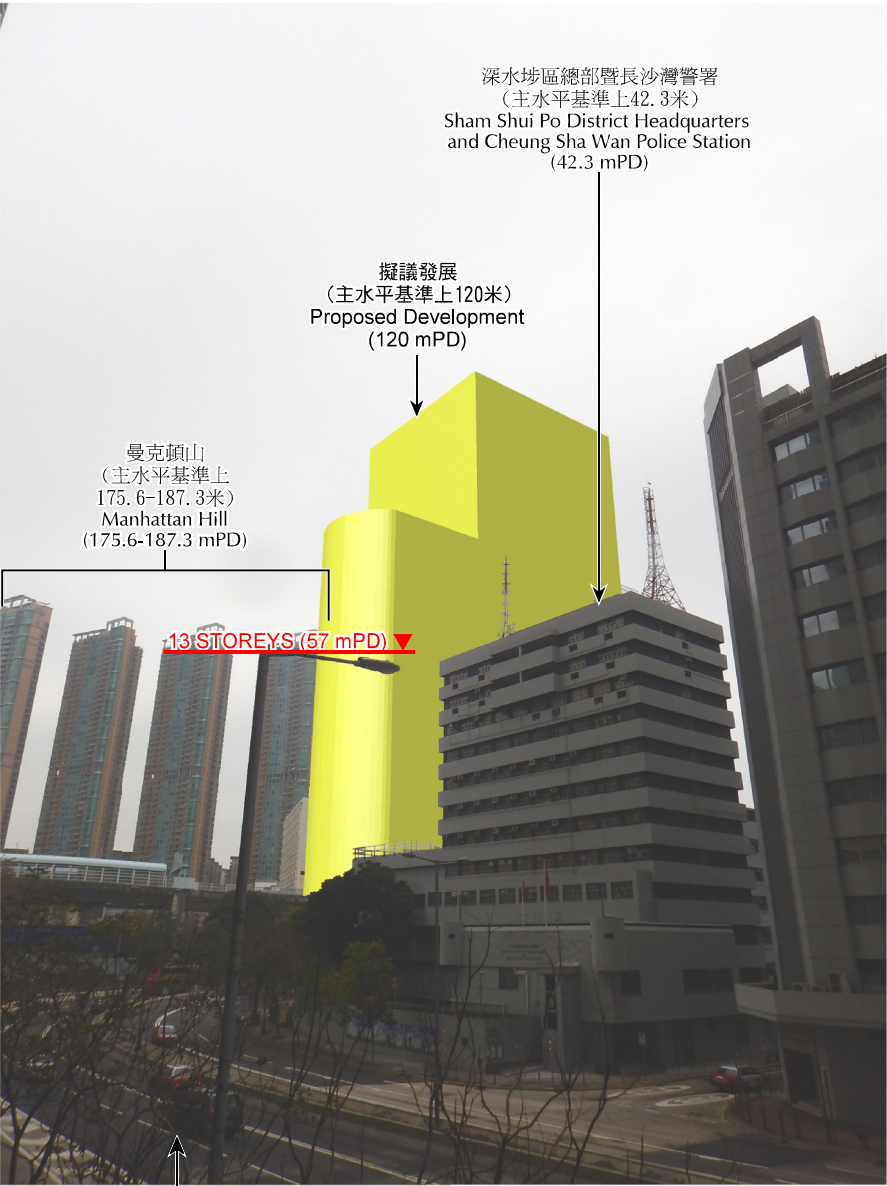 深水埗區總部暨長沙灣警署
（主水平基準上42.3米）
Sham Shui Po District Headquarters
and Cheung Sha Wan Police Station
(42.3 mPD)
擬議發展
（主水平基準上120米）
Proposed Development
(120 mPD)
曼克頓山
（主水平基準上
175.6-187.3米）
Manhattan Hill
(175.6-187.3 mPD)
13 STOREYS (57 mPD)